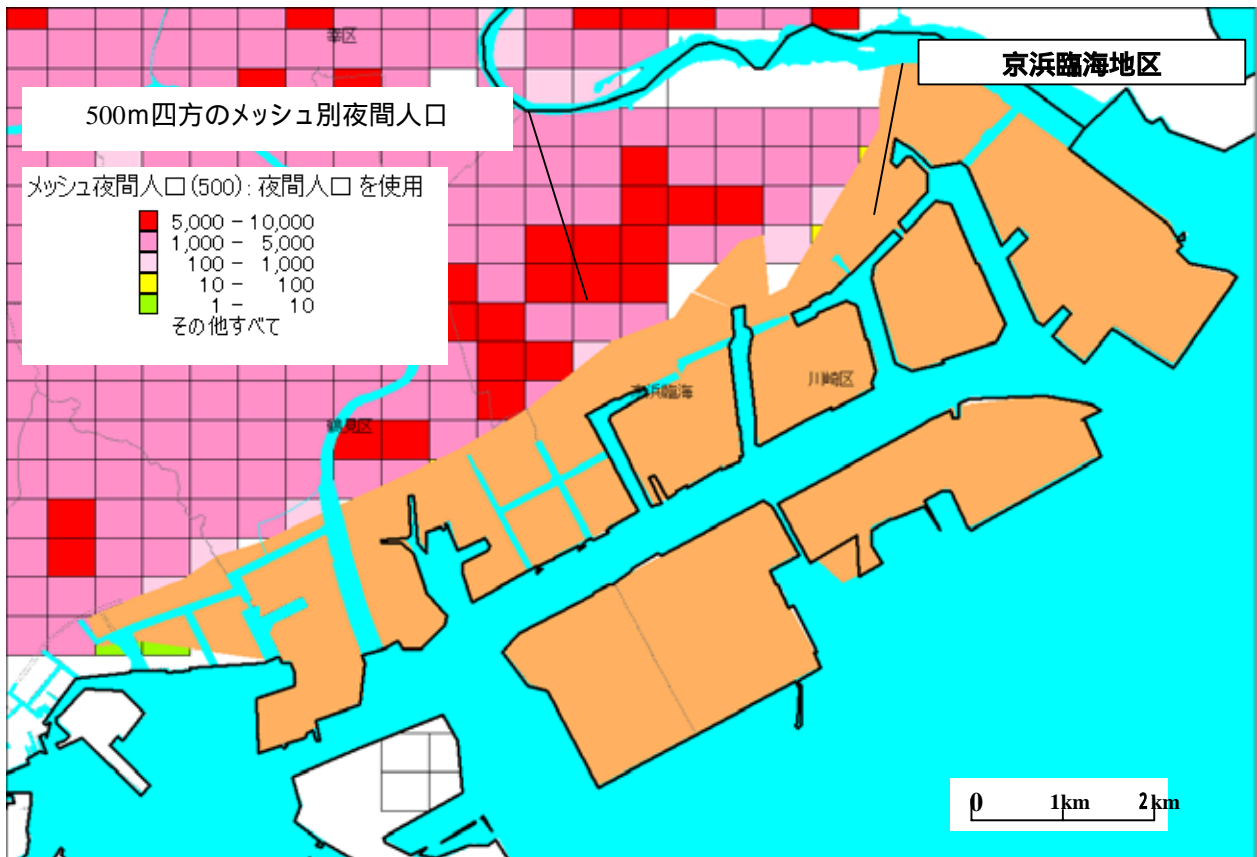 幸区
京浜臨海地区
500m四方のメッシュ別夜間人口
メッシュ夜間人口(500): 夜間人口 を使用
5,000 - 10,000
1,000 - 5,000
100 - 1,000
10 - 100
1 - 10
その他すべて
京浜臨海
川崎区
鶴見区
0 1km 2km